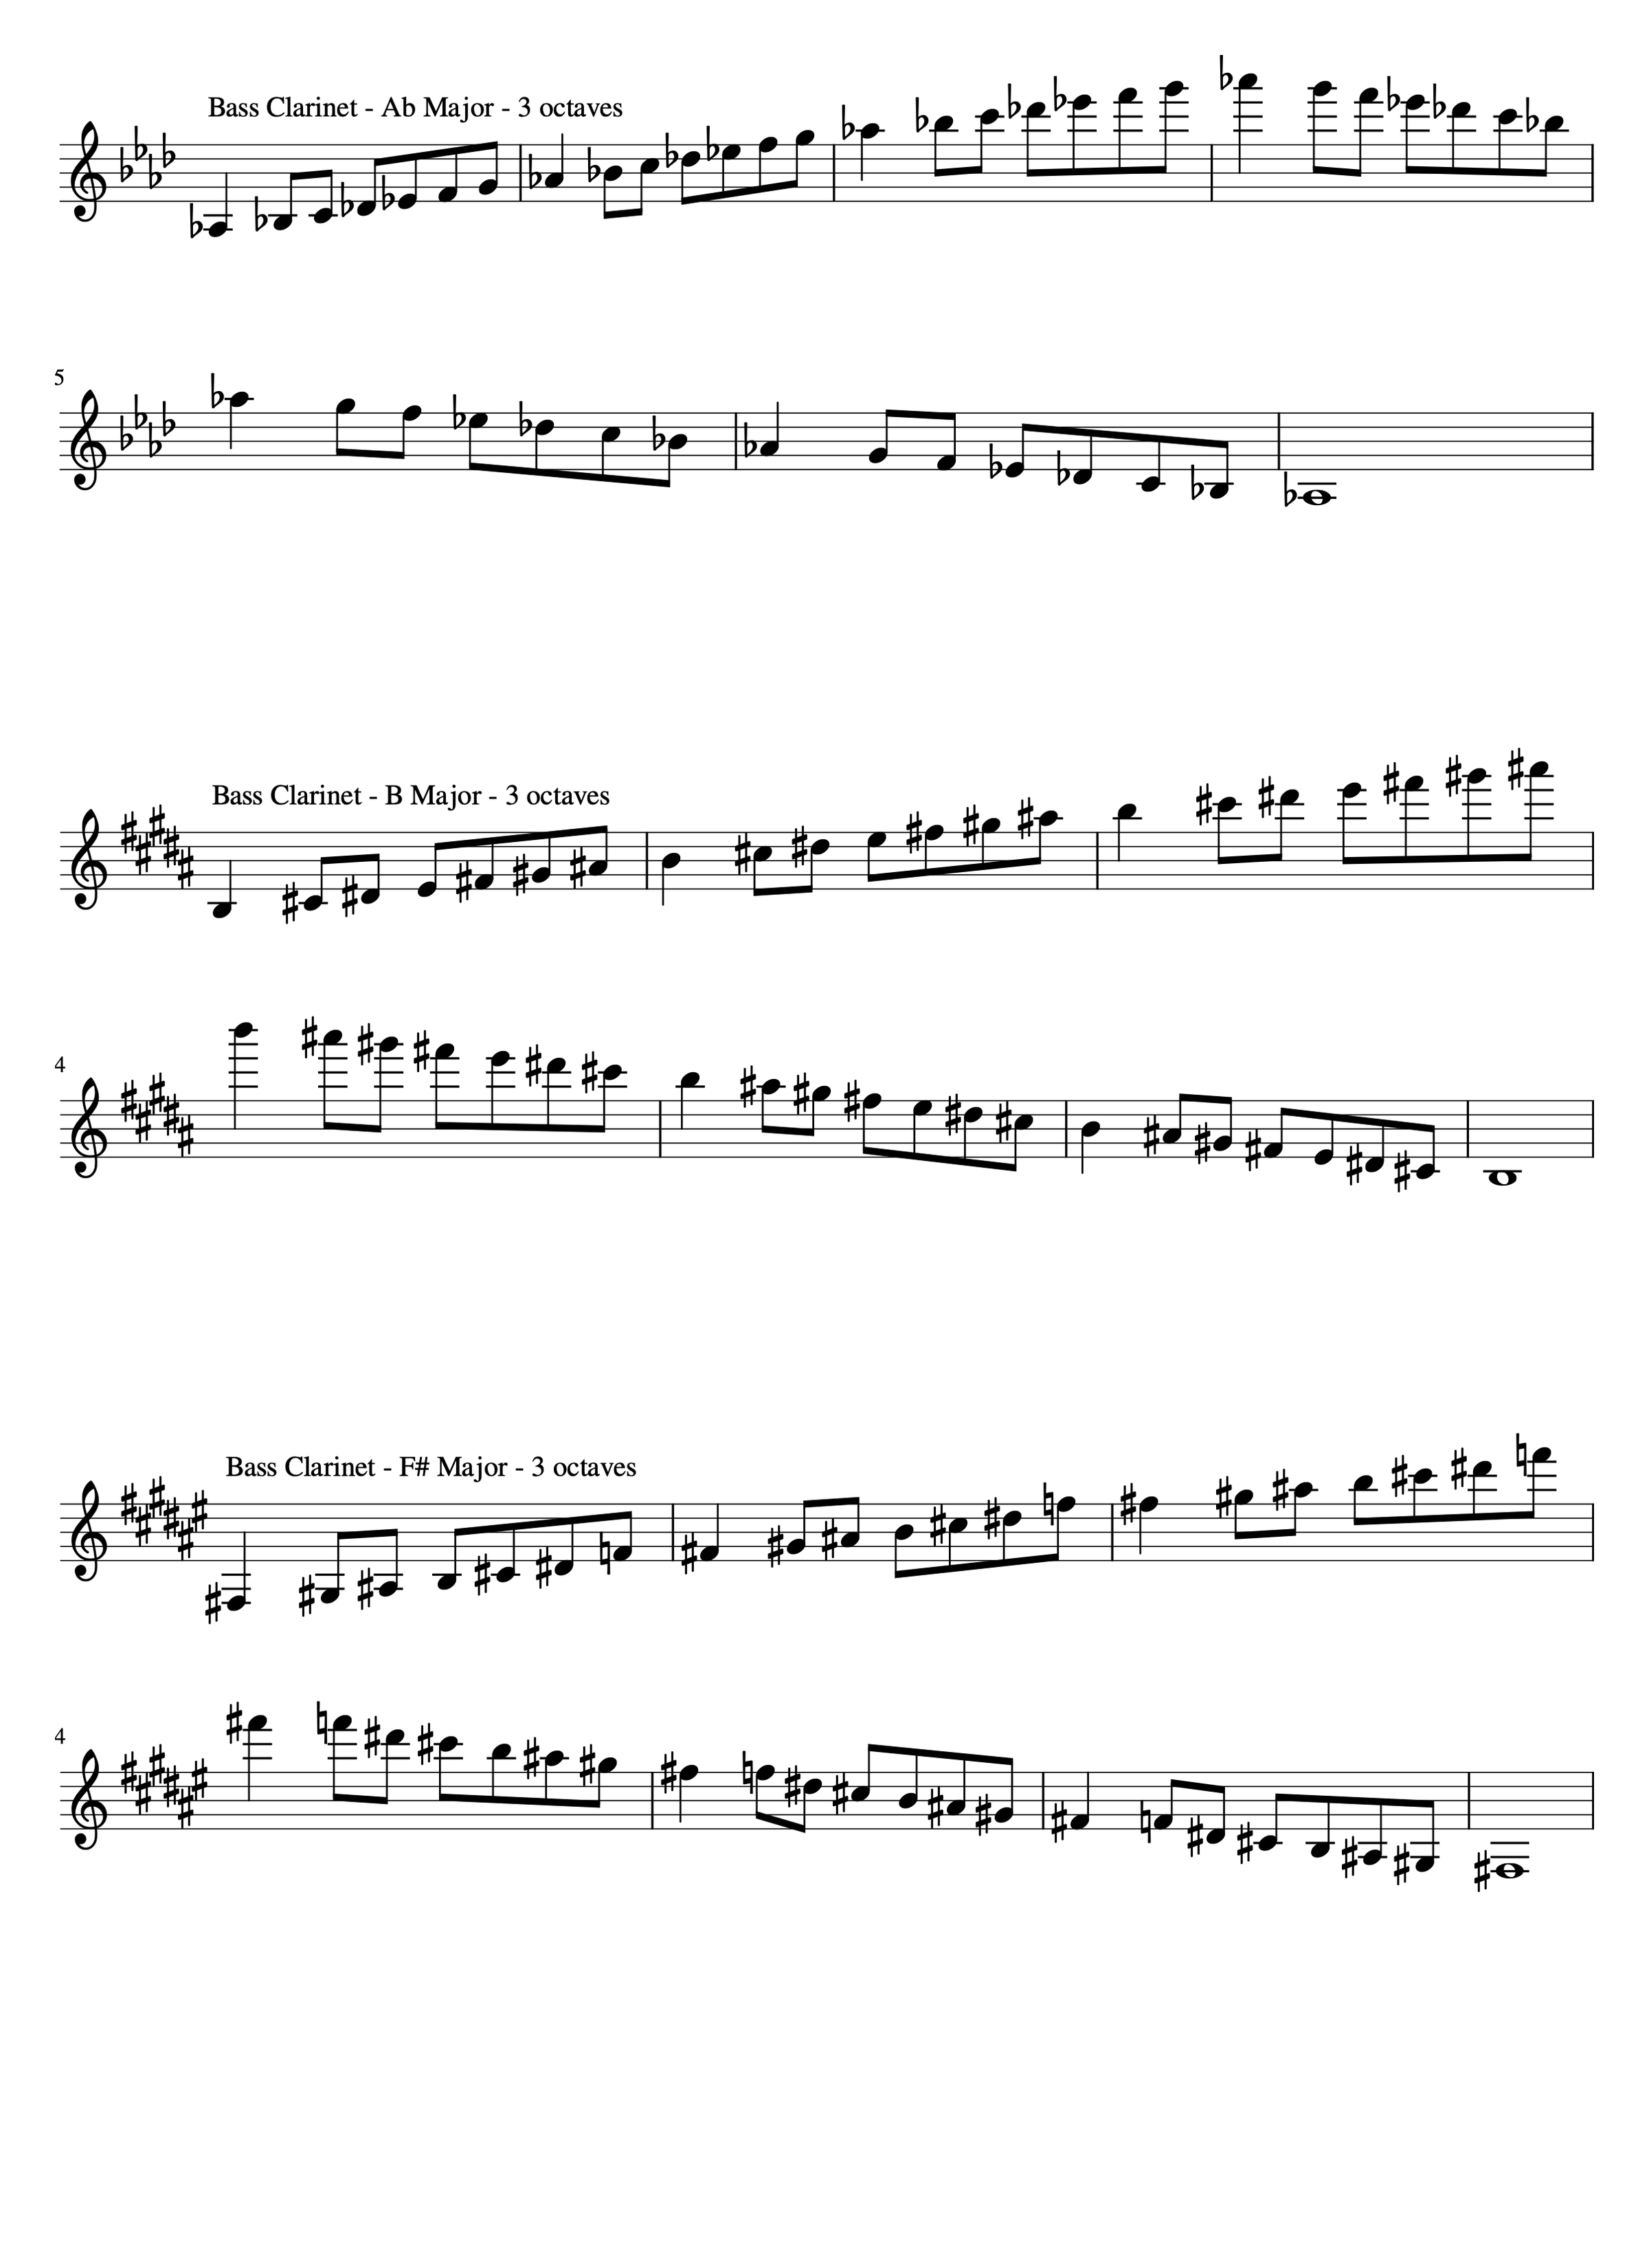 Bass Clarinet - Ab Major - 3 octaves
5
Bass Clarinet - B Major - 3 octaves
4
Bass Clarinet - F# Major - 3 octaves
4